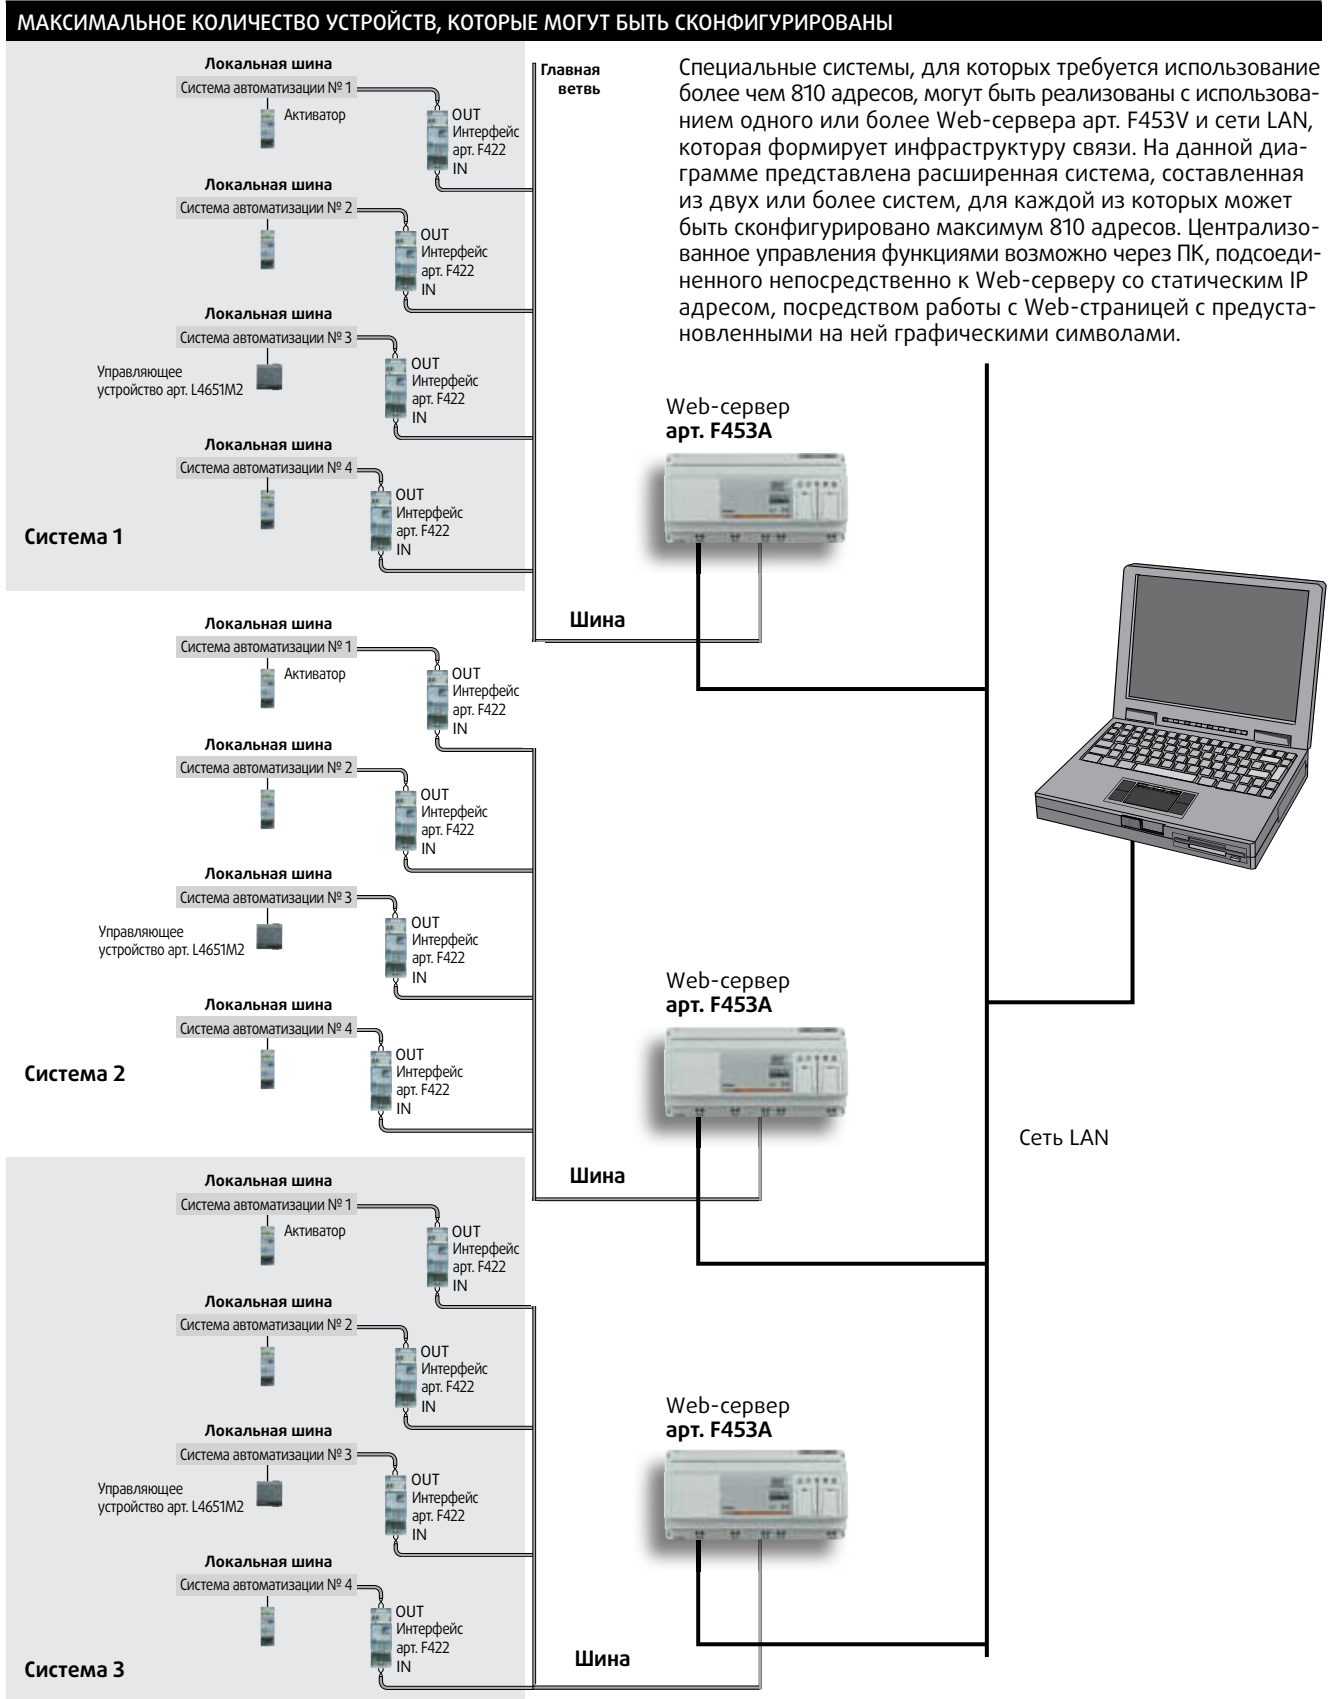 МАКСИМАЛЬНОЕ КОЛИЧЕСТВО УСТРОЙСТВ, КОТОРЫЕ МОГУТ БЫТЬ СКОНФИГУРИРОВАНЫ
Специальные системы, для которых требуется использование
более чем 810 адресов, могут быть реализованы с использова-
нием одного или более Web-сервера арт. F453V и сети LAN,
которая формирует инфраструктуру связи. На данной диа-
грамме представлена расширенная система, составленная
из двух или более систем, для каждой из которых может
быть сконфигурировано максимум 810 адресов. Централизо-
ванное управления функциями возможно через ПК, подсоеди-
ненного непосредственно к Web-серверу со статическим IP
адресом, посредством работы с Web-страницей с предуста-
новленными на ней графическими символами.
Главная
ветвь
Локальная шина
Система автоматизации № 1
Активатор
OUT
Интерфейс
арт. F422
IN
Локальная шина
Система автоматизации № 2
OUT
Интерфейс
арт. F422
IN
Локальная шина
Система автоматизации № 3
Управляющее
устройство арт. L4651M2
OUT
Интерфейс
арт. F422
IN
Локальная шина
Система автоматизации № 4
OUT
Интерфейс
арт. F422
IN
Система 1
Web-сервер
арт. F453A
Шина
Локальная шина
Система автоматизации № 1
Активатор
OUT
Интерфейс
арт. F422
IN
Локальная шина
Система автоматизации № 2
OUT
Интерфейс
арт. F422
IN
Локальная шина
Система автоматизации № 3
Управляющее
устройство арт. L4651M2
OUT
Интерфейс
арт. F422
IN
Локальная шина
Система автоматизации № 4
OUT
Интерфейс
арт. F422
IN
Система 2
Web-сервер
арт. F453A
Шина
Сеть LAN
Локальная шина
Система автоматизации № 1
Активатор
OUT
Интерфейс
арт. F422
IN
Локальная шина
Система автоматизации № 2
OUT
Интерфейс
арт. F422
IN
Локальная шина
Система автоматизации № 3
Управляющее
устройство арт. L4651M2
OUT
Интерфейс
арт. F422
IN
Локальная шина
Система автоматизации № 4
OUT
Интерфейс
арт. F422
IN
Система 3
Web-сервер
арт. F453A
Шина